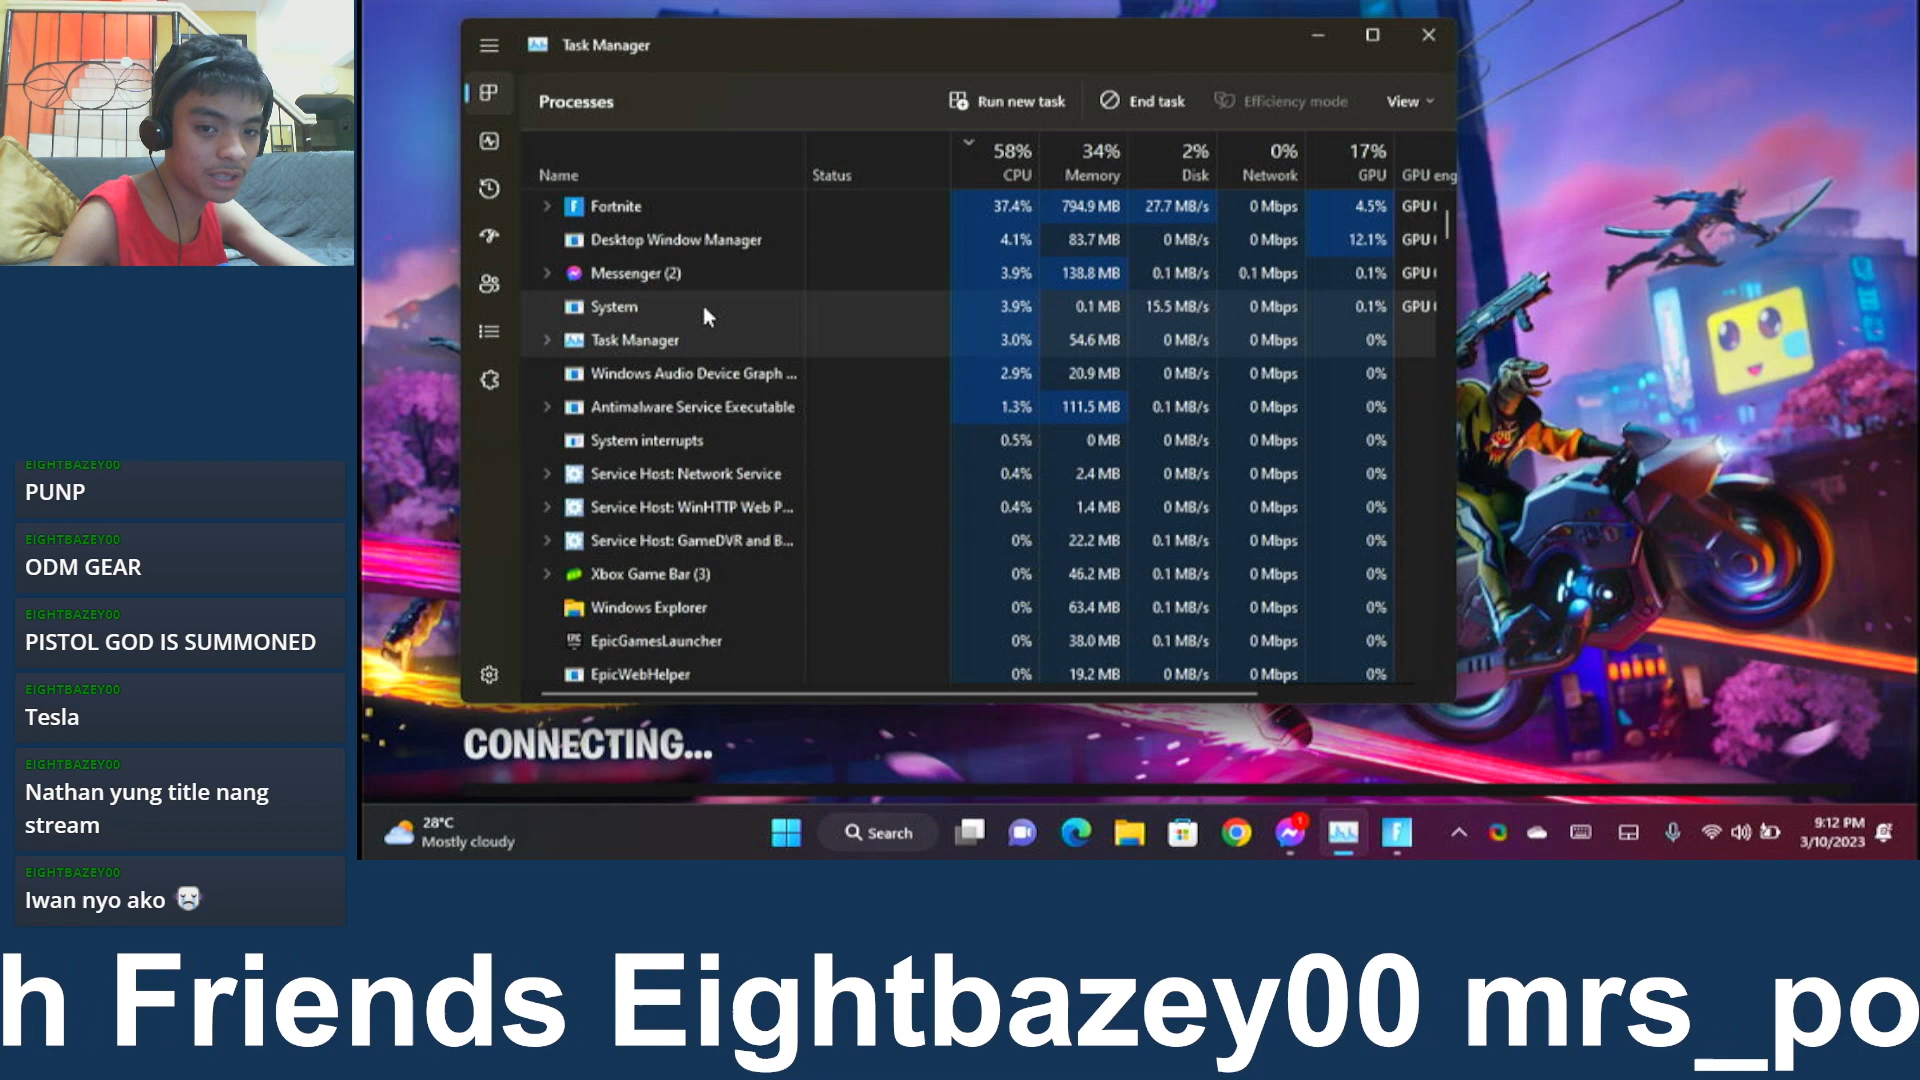 Task Manager
Processes
Run new task
End task
Efficiency mode
View
58%
34%
2%
0%
17%
Name
Status
CPU
Memory
Disk
Network
GPU
GPU eng
Fortnite 37.4% 794.9 MB 27.7 MB/s 0 Mbps 4.5% GPU
Desktop Window Manager 4.1% 83.7 MB 0 MB/s 0 Mbps 12.1% GPU
Messenger (2) 3.9% 138.8 MB 0.1 MB/s 0.1 Mbps 0.1% GPU
System 3.9% 0.1 MB 15.5 MB/s 0 Mbps 0.1% GPU
Task Manager 3.0% 54.6 MB 0 MB/s 0 Mbps 0%
Windows Audio Device Graph ... 2.9% 20.9 MB 0 MB/s 0 Mbps 0%
Antimalware Service Executable 1.3% 111.5 MB 0.1 MB/s 0 Mbps 0%
System interrupts 0.5% 0 MB 0 MB/s 0 Mbps 0%
Service Host: Network Service 0.4% 2.4 MB 0 MB/s 0 Mbps 0%
Service Host: WinHTTP Web P... 0.4% 1.4 MB 0 MB/s 0 Mbps 0%
Service Host: GameDVR and B... 0% 22.2 MB 0.1 MB/s 0 Mbps 0%
Xbox Game Bar (3) 0% 46.2 MB 0.1 MB/s 0 Mbps 0%
Windows Explorer 0% 63.4 MB 0.1 MB/s 0 Mbps 0%
EpicGamesLauncher 0% 38.0 MB 0.1 MB/s 0 Mbps 0%
EpicWebHelper 0% 19.2 MB 0 MB/s 0 Mbps 0%
CONNECTING...
28°C
Mostly cloudy
Search
9:12 PM
3/10/2023
EIGHTBAZEY00
PUNP
EIGHTBAZEY00
ODM GEAR
EIGHTBAZEY00
PISTOL GOD IS SUMMONED
EIGHTBAZEY00
Tesla
EIGHTBAZEY00
Nathan yung title nang
stream
EIGHTBAZEY00
Iwan nyo ako
h Friends Eightbazey00 mrs_po